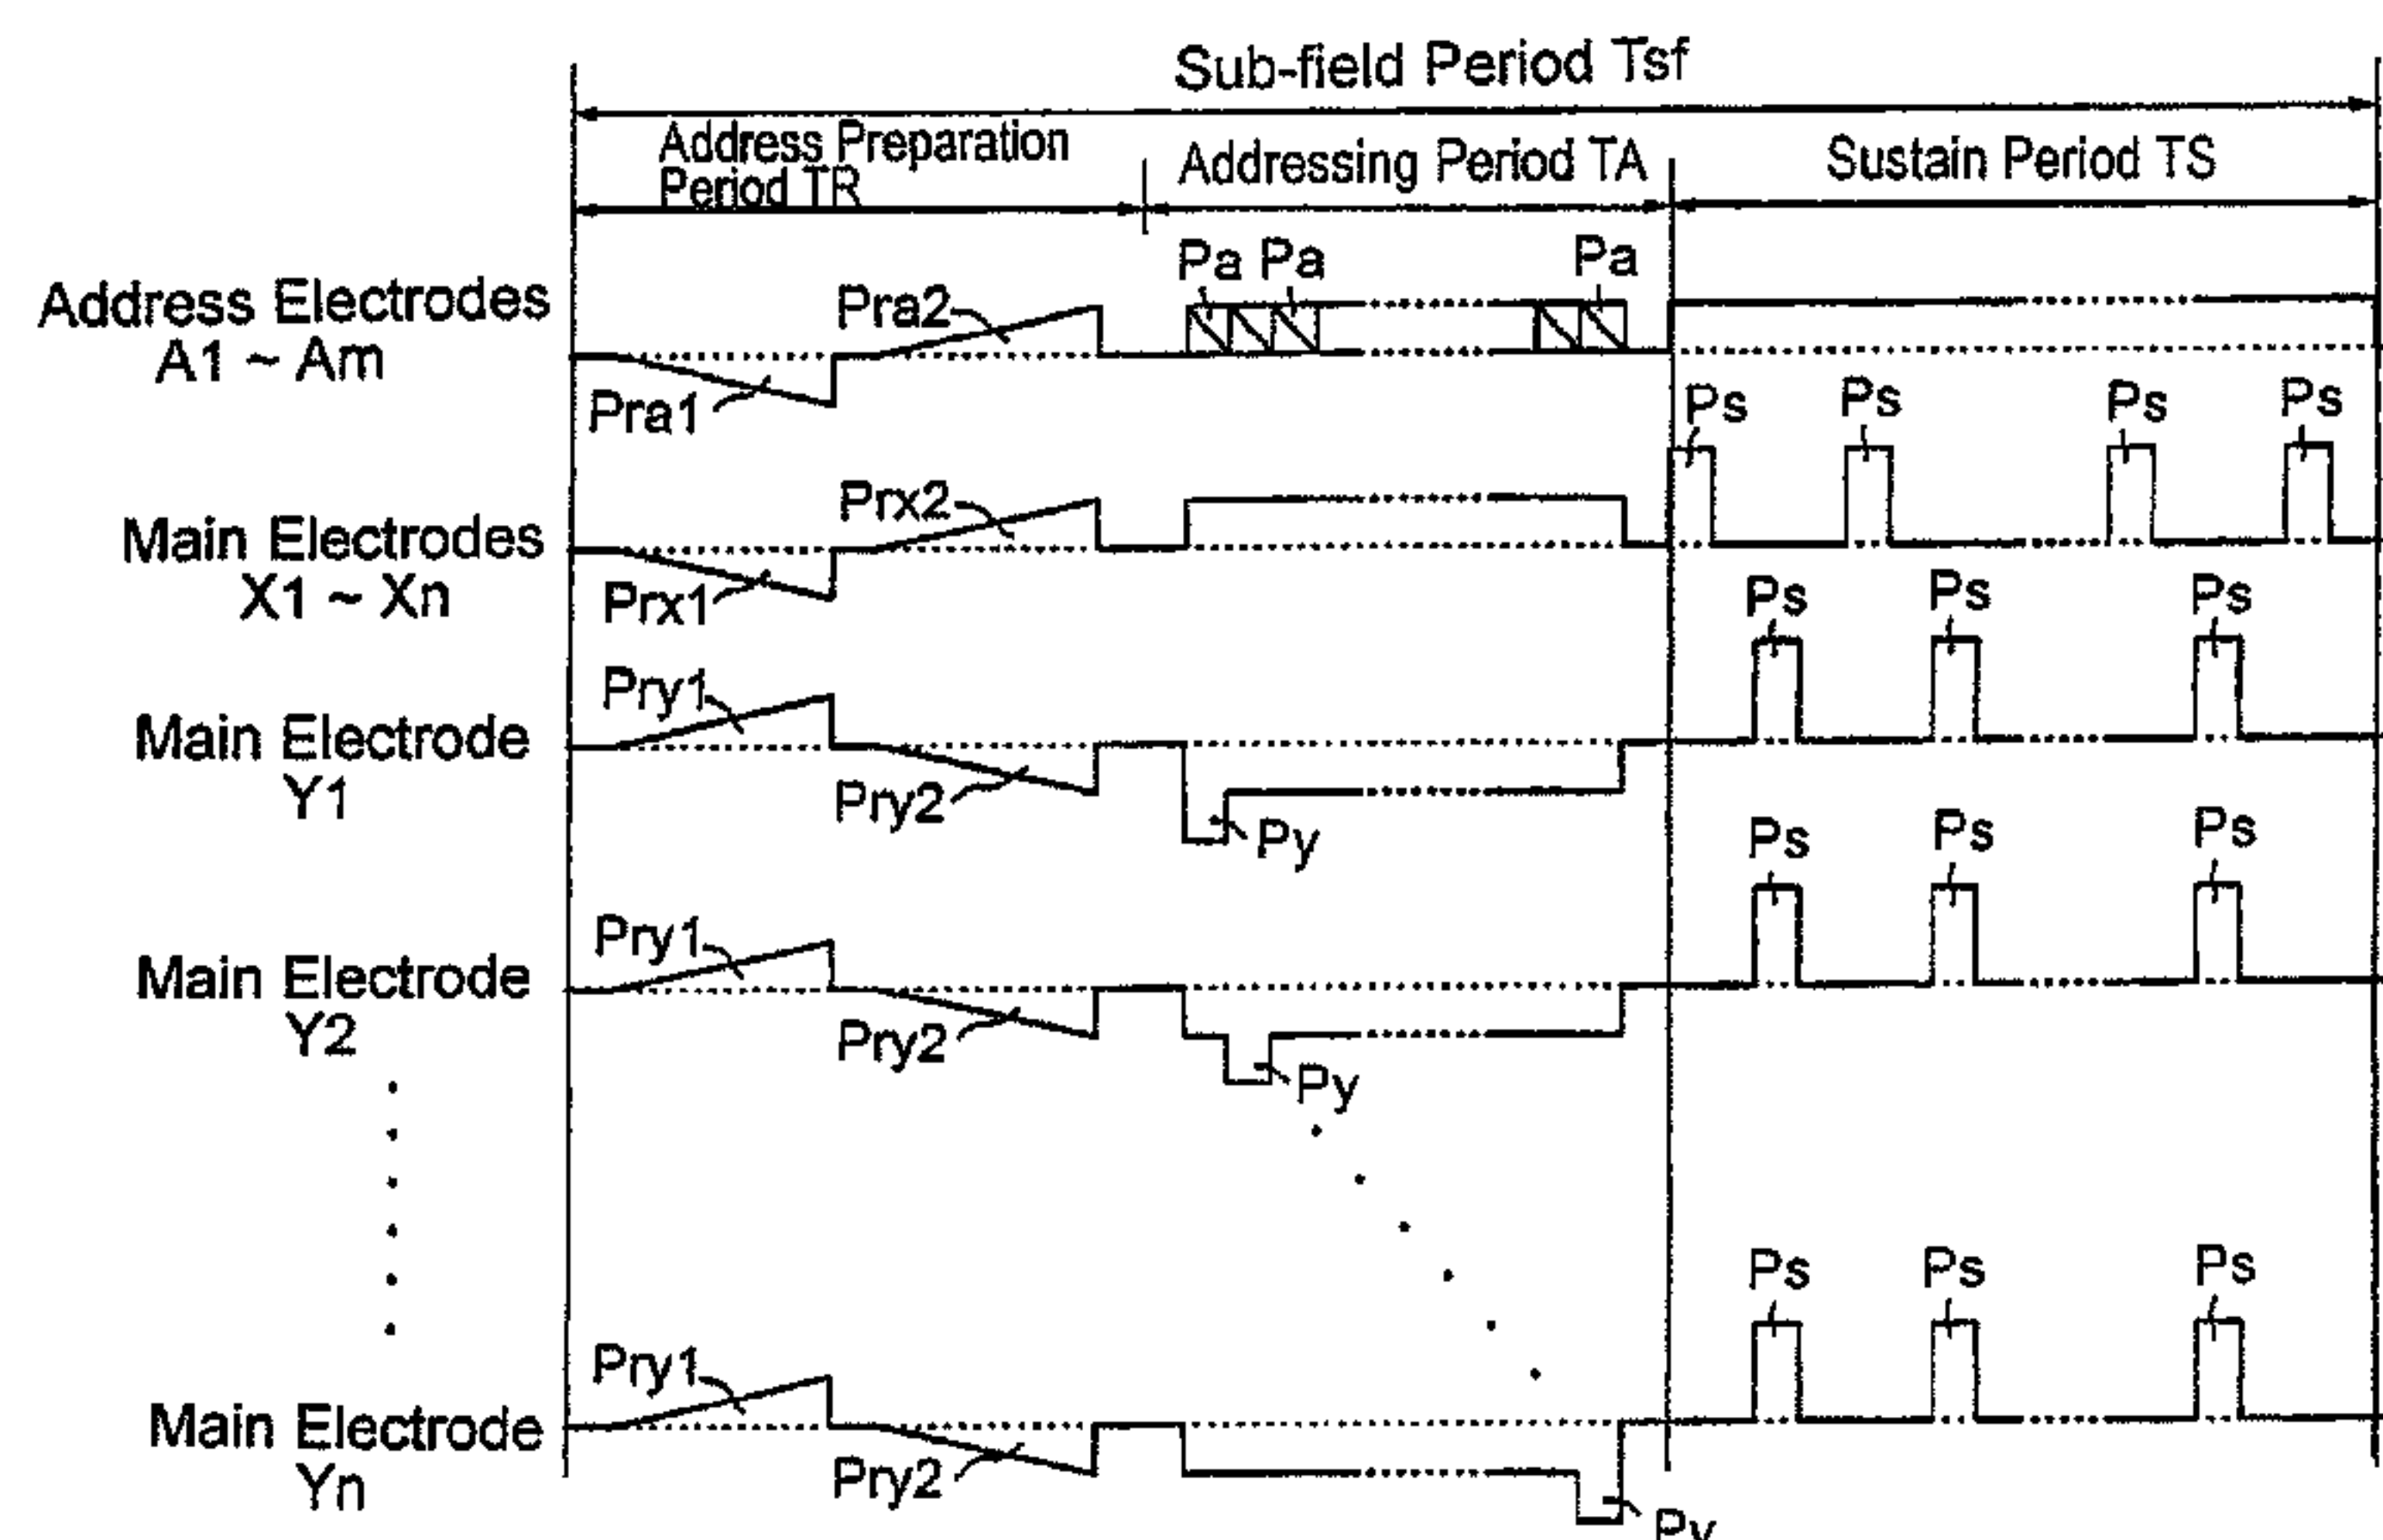 Sub-field Period Tsf
Address Preparation
Period TR
Addressing Period TA
Sustain Period TS
Pa Pa Pa
Address Electrodes
A1 ~ Am
Pra2
Pra1
Ps Ps Ps Ps
Main Electrodes
X1 ~ Xn
Prx2
Prx1
Ps Ps Ps
Main Electrode
Y1
Pry1
Pry2
Py
Ps Ps Ps
Main Electrode
Y2
Pry1
Pry2
Py
Ps Ps Ps
Main Electrode
Yn
Pry1
Pry2
Py